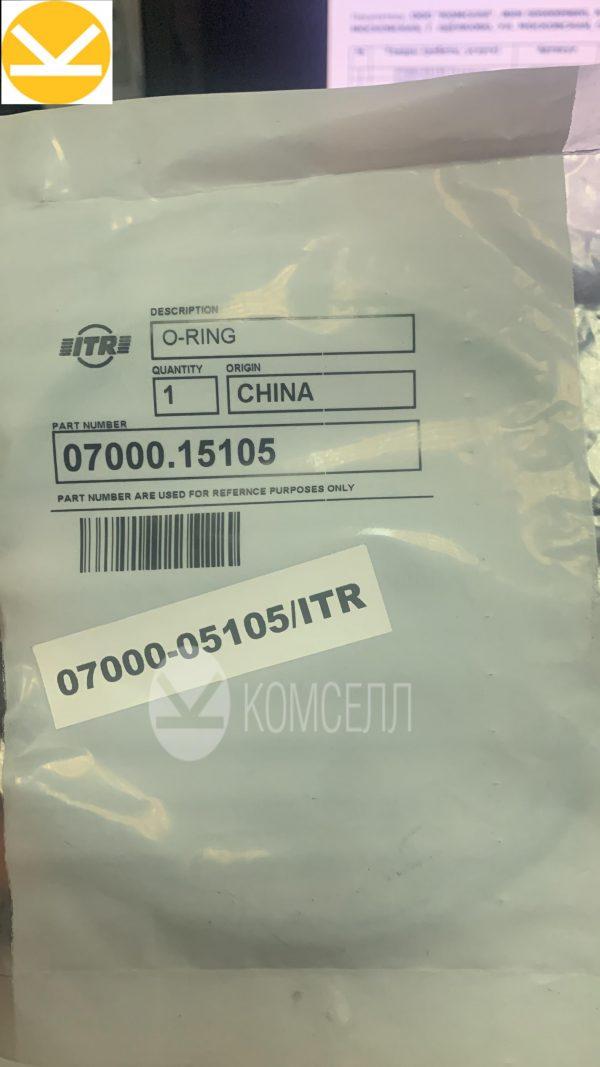 DESCRIPTION
ITR
O-RING
QUANTITY
ORIGIN
1
CHINA
PART NUMBER
07000.15105
PART NUMBER ARE USED FOR REFERNCE PURPOSES ONLY
07000-05105/ITR
КОМСЕЛЛ